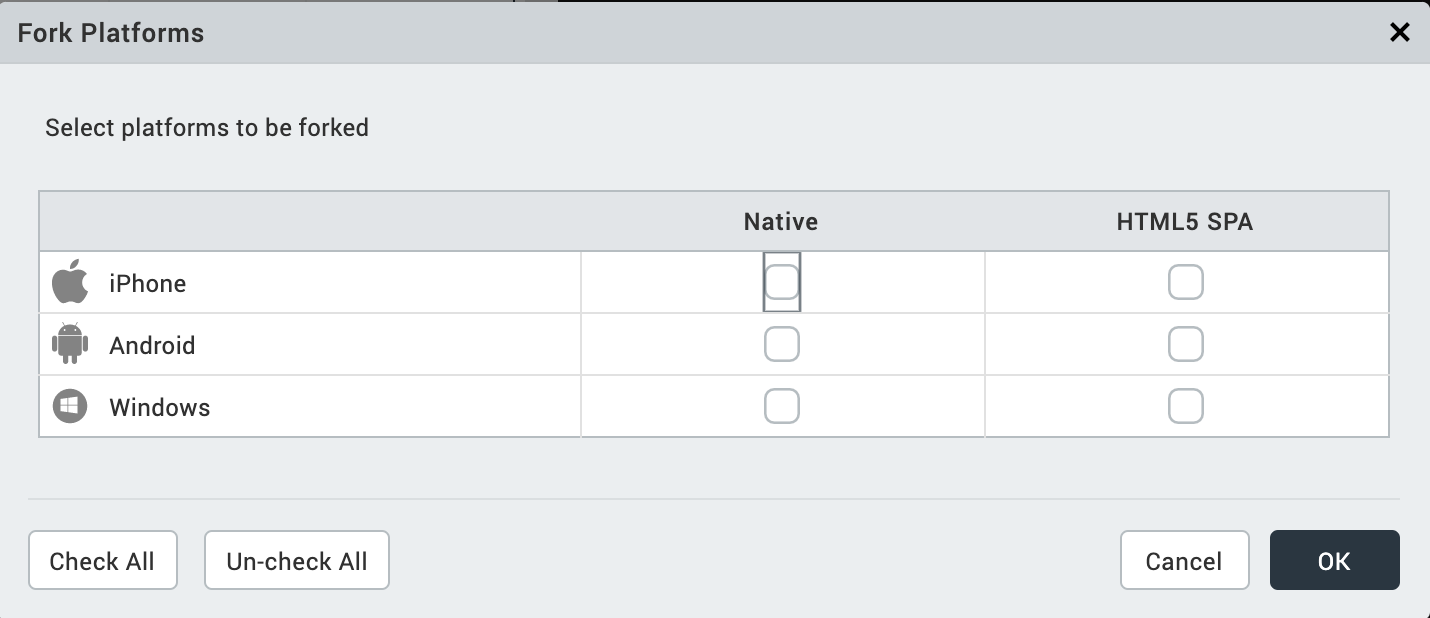 Fork Platforms
Select platforms to be forked
Native HTML5 SPA
iPhone
Android
Windows
Check All Un-check All Cancel OK